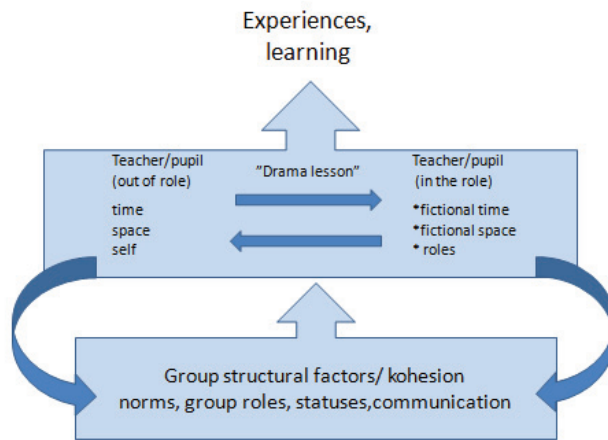 Experiences,
learning
Teacher/pupil
(out of role)
time
space
self
"Drama lesson"
Teacher/pupil
(in the role)
*fictional time
*fictional space
* roles
Group structural factors/ kohesion
norms, group roles, statuses,communication